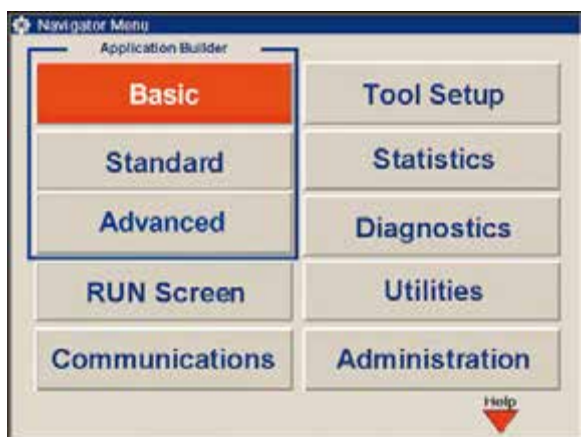 Navigator Menu
Application Builder
Basic
Standard
Advanced
RUN Screen
Communications
Tool Setup
Statistics
Diagnostics
Utilities
Administration
Help